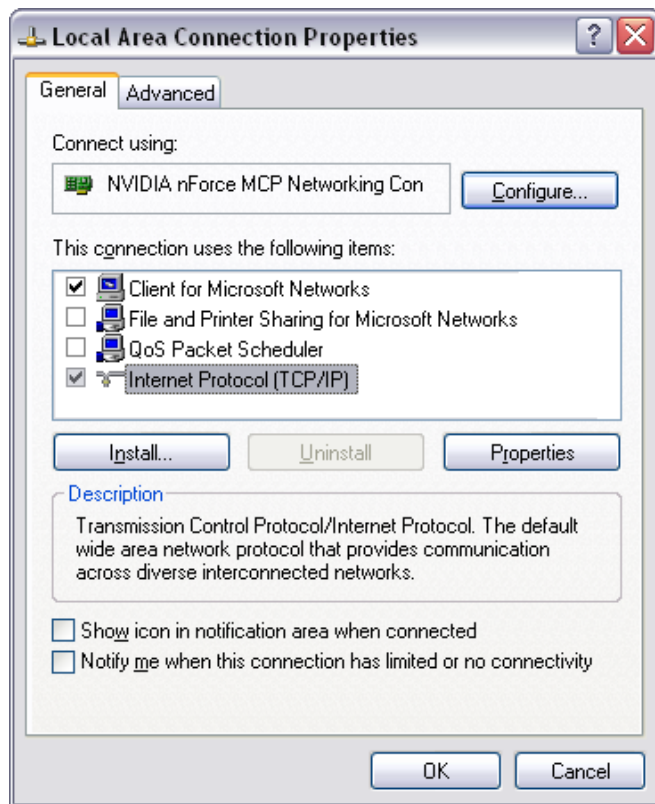 Local Area Connection Properties
?
General
Advanced
Connect using:
NVIDIA nForce MCP Networking Con
Configure...
This connection uses the following items:
Client for Microsoft Networks
File and Printer Sharing for Microsoft Networks
QoS Packet Scheduler
Internet Protocol (TCP/IP)
Install...
Uninstall
Properties
Description
Transmission Control Protocol/Internet Protocol. The default
wide area network protocol that provides communication
across diverse interconnected networks.
Show icon in notification area when connected
Notify me when this connection has limited or no connectivity
OK
Cancel